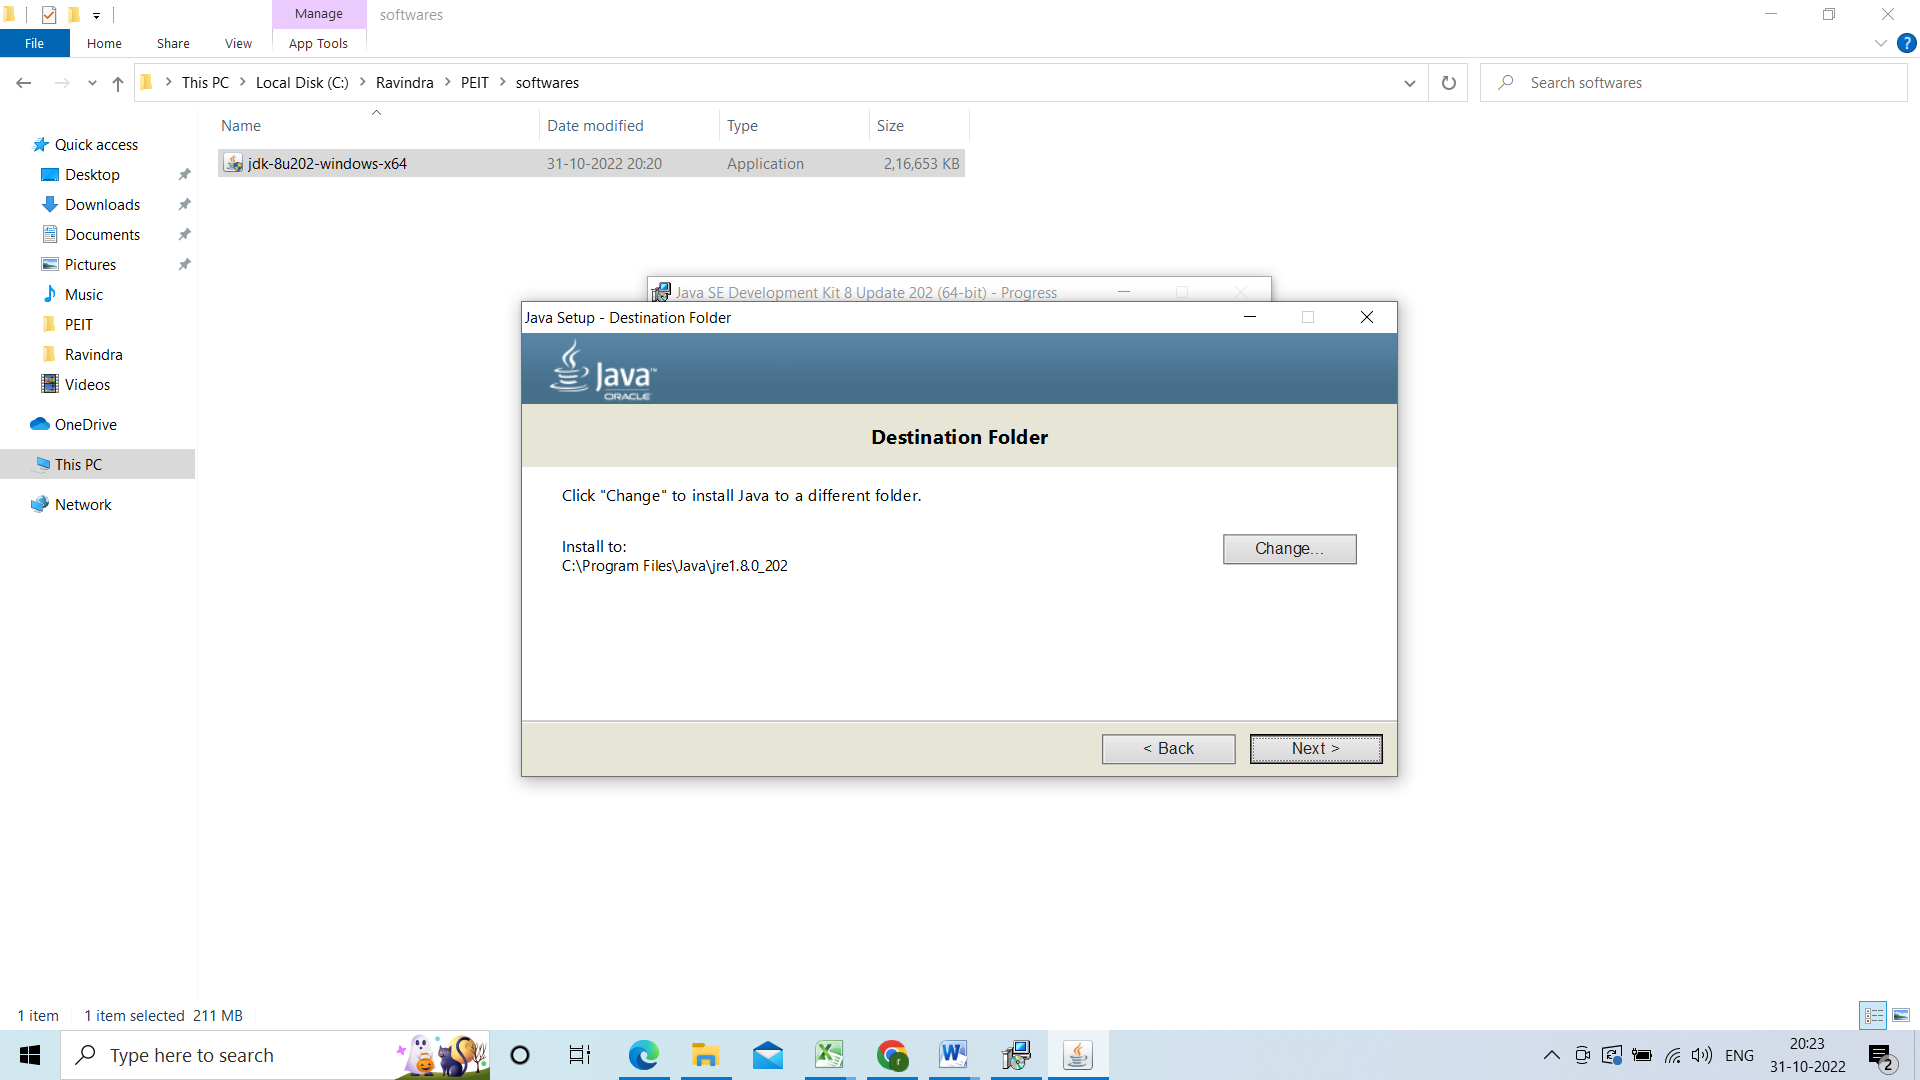 Manage
softwares
File
Home
Share
View
App Tools
?
This PC
Local Disk (C:)
Ravindra
PEIT
softwares
Search softwares
Name
Date modified
Type
Size
jdk-8u202-windows-x64
31-10-2022 20:20
Application
2,16,653 KB
Quick access
Desktop
Downloads
Documents
Pictures
Music
PEIT
Ravindra
Videos
OneDrive
This PC
Network
Java SE Development Kit 8 Update 202 (64-bit) - Progress
Java Setup - Destination Folder
Java™
ORACLE
Destination Folder
Click "Change" to install Java to a different folder.
Install to:
C:\Program Files\Java\jre1.8.0_202
Change...
< Back
Next >
1 item
1 item selected 211 MB
Type here to search
r
ENG
20:23
31-10-2022
2